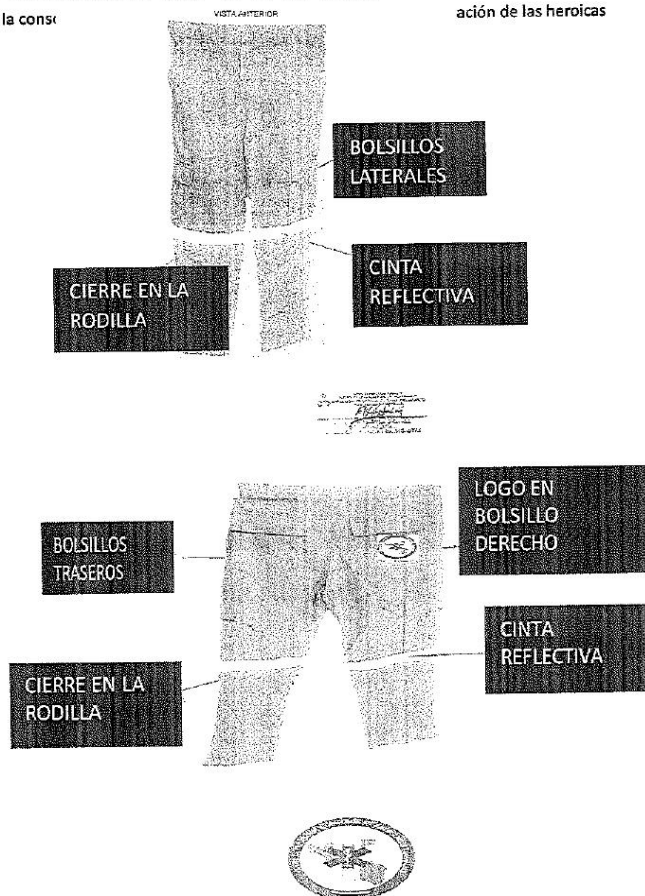 la conse
VISTA ANTERIOR
ación de las heroicas
BOLSILLOS
LATERALES
CINTA
REFLECTIVA
CIERRE EN LA
RODILLA
LOGO EN
BOLSILLO
DERECHO
BOLSILLOS
TRASEROS
CINTA
REFLECTIVA
CIERRE EN LA
RODILLA